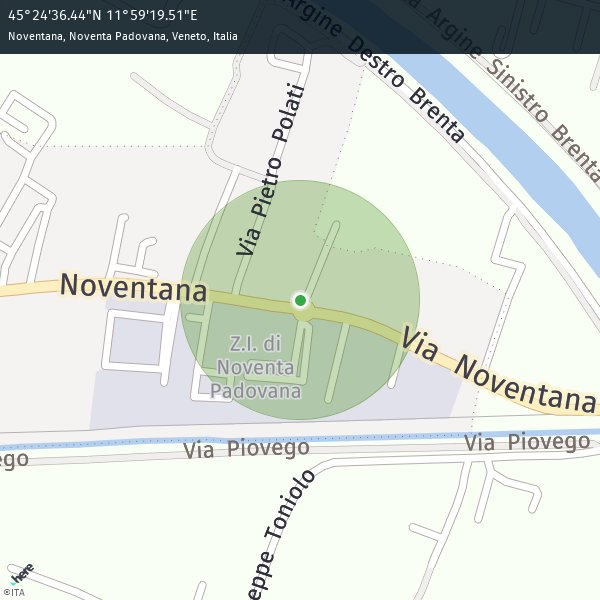 45°24'36.44"N 11°59'19.51"E
Noventana, Noventa Padovana, Veneto, Italia
Argine Destro Brenta
Argine Sinistro Brenta
Via Pietro Polati
Noventana
Via Noventana
Z.I. di
Noventa
Padovana
Via Piovego
Via Piovego
ego
eppe Toniolo
here
©ITA